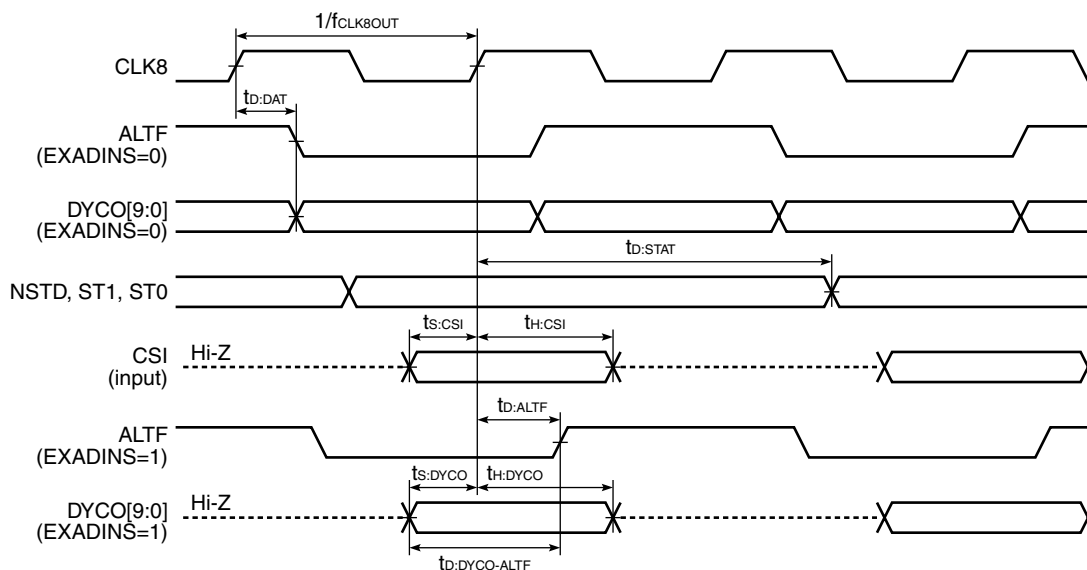 1/fCLK8OUT
CLK8
tD:DAT
ALTF
(EXADINS=0)
DYCO[9:0]
(EXADINS=0)
tD:STAT
NSTD, ST1, ST0
tS:CSI tH:CSI
CSI Hi-Z
(input)
tD:ALTF
ALTF
(EXADINS=1)
tS:DYCO tH:DYCO
DYCO[9:0] Hi-Z
(EXADINS=1)
tD:DYCO-ALTF